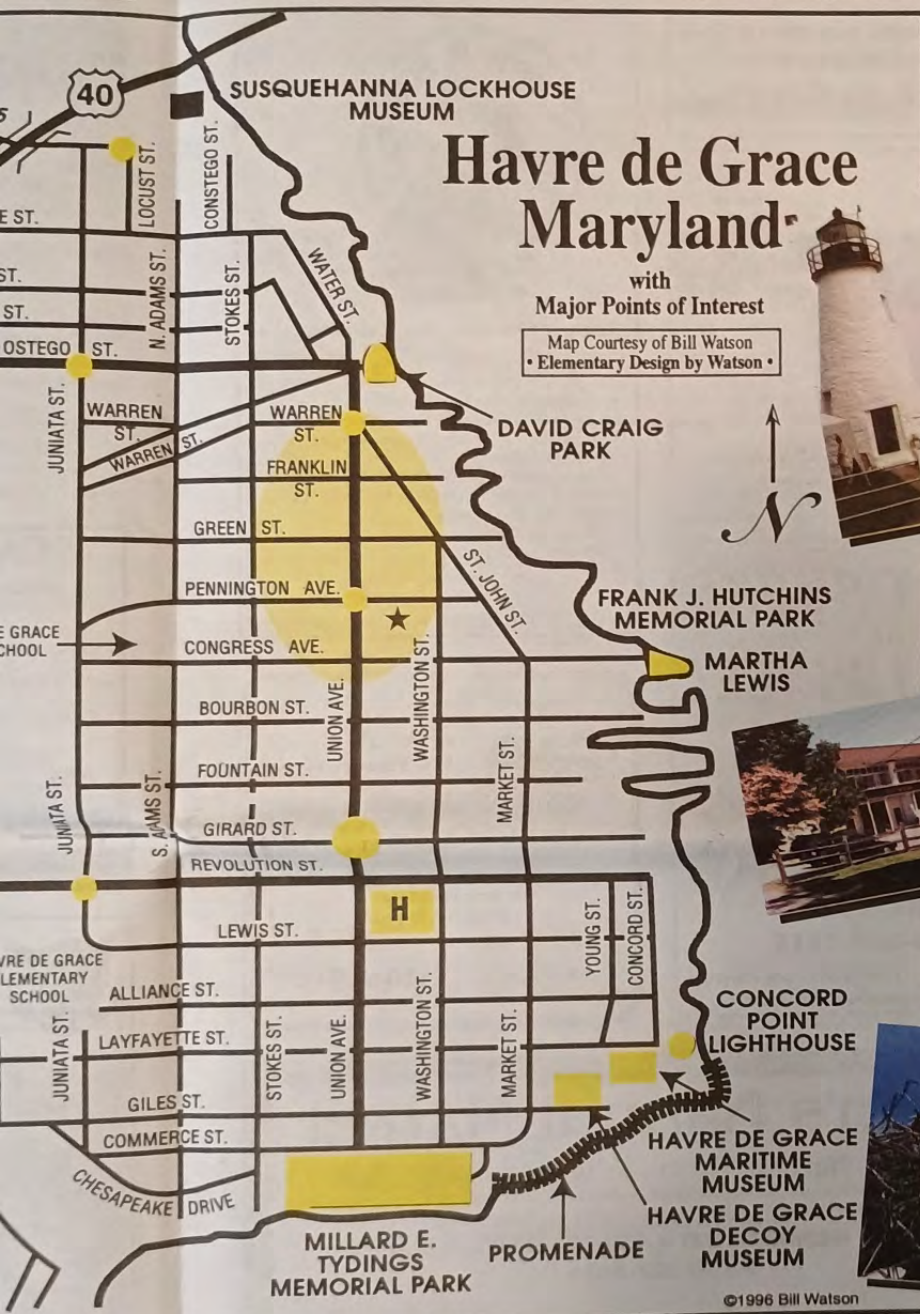 40
SUSQUEHANNA LOCKHOUSE
MUSEUM
Havre de Grace
Maryland
with
Major Points of Interest
Map Courtesy of Bill Watson
• Elementary Design by Watson •
LOCUST ST.
CONSTEGO ST.
E ST.
ST.
ST.
OSTEGO ST.
N. ADAMS ST.
STOKES ST.
WATER ST.
JUNIATA ST.
WARREN
ST.
WARREN ST.
WARREN
ST.
DAVID CRAIG
PARK
N
FRANKLIN
ST.
GREEN ST.
PENNINGTON AVE.
ST. JOHN ST.
FRANK J. HUTCHINS
MEMORIAL PARK
E GRACE
CHOOL
CONGRESS AVE.
MARTHA
LEWIS
BOURBON ST.
UNION AVE.
WASHINGTON ST.
FOUNTAIN ST.
MARKET ST.
JUNIATA ST.
S. ADAMS ST.
GIRARD ST.
REVOLUTION ST.
H
LEWIS ST.
YOUNG ST.
CONCORD ST.
VRE DE GRACE
LEMENTARY
SCHOOL
ALLIANCE ST.
CONCORD
POINT
LIGHTHOUSE
JUNIATA ST.
LAYFAYETTE ST.
STOKES ST.
UNION AVE.
WASHINGTON ST.
MARKET ST.
GILES ST.
COMMERCE ST.
CHESAPEAKE DRIVE
HAVRE DE GRACE
MARITIME
MUSEUM
HAVRE DE GRACE
DECOY
MUSEUM
MILLARD E.
TYDINGS
MEMORIAL PARK
PROMENADE
©1996 Bill Watson